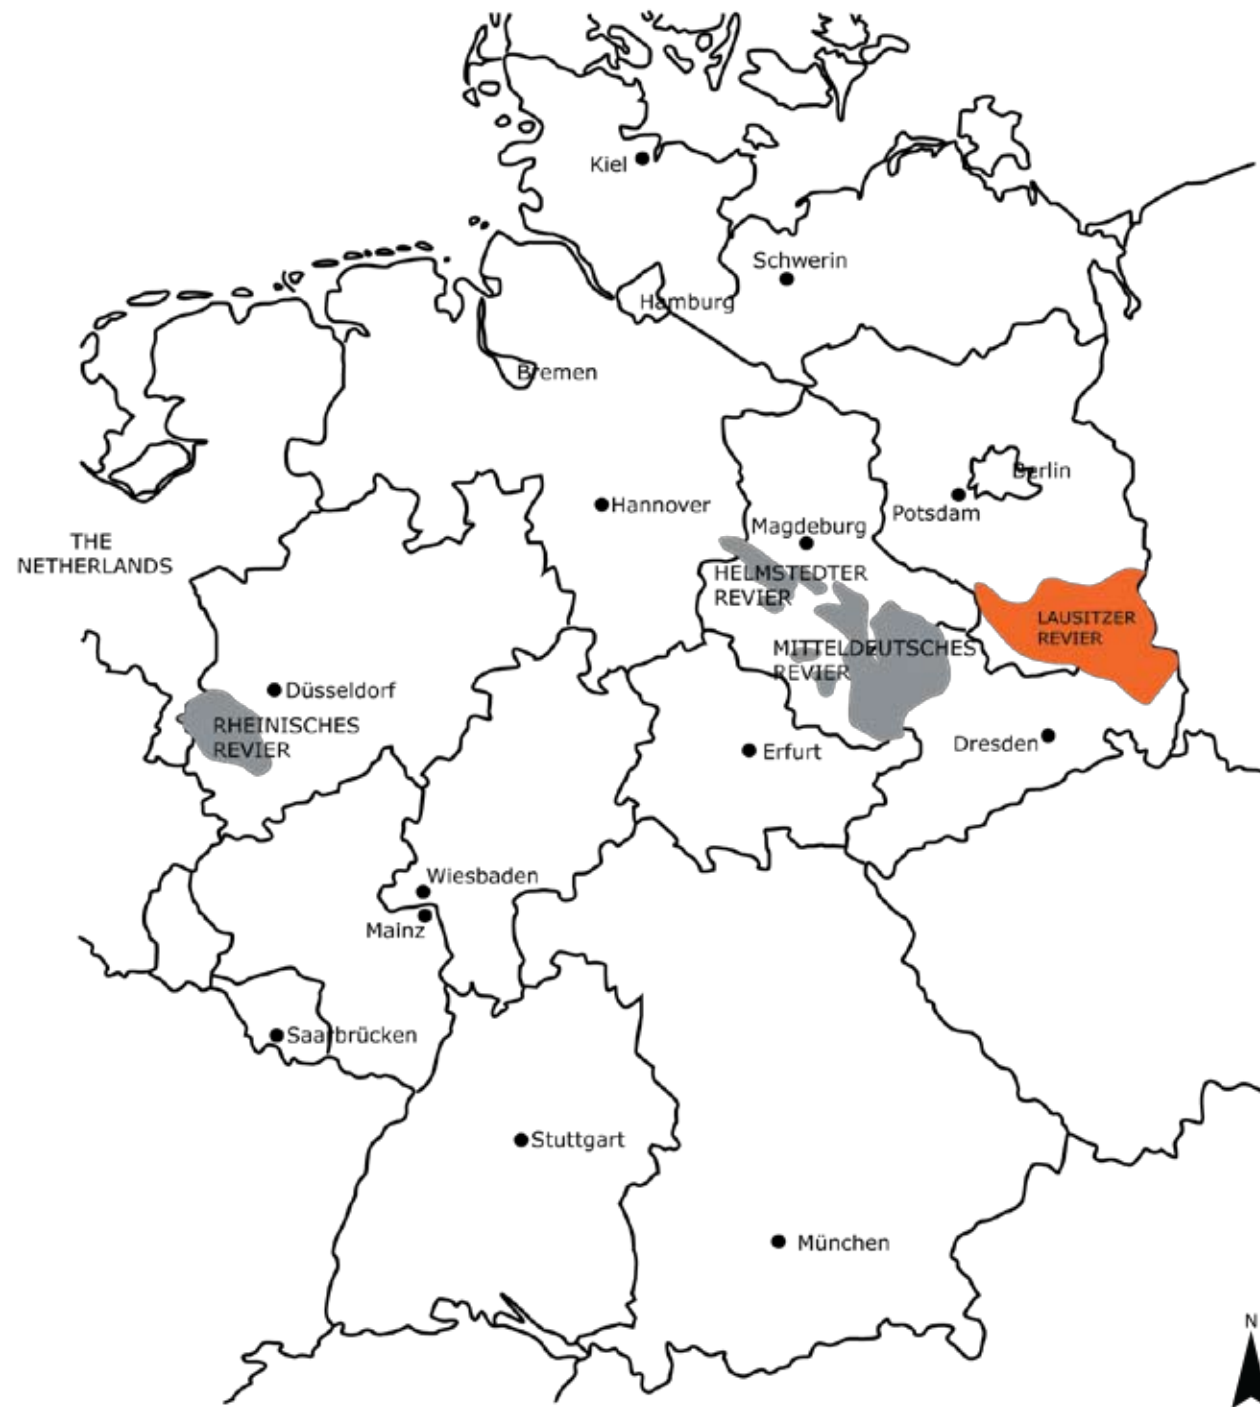 Kiel
Schwerin
Hamburg
Bremen
Berlin
Potsdam
Hannover
Magdeburg
THE
NETHERLANDS
HELMSTEDTER
REVIER
LAUSITZER
REVIER
MITTELDEUTSCHES
REVIER
Düsseldorf
RHEINISCHES
REVIER
Dresden
Erfurt
Wiesbaden
Mainz
Saarbrücken
Stuttgart
München
N